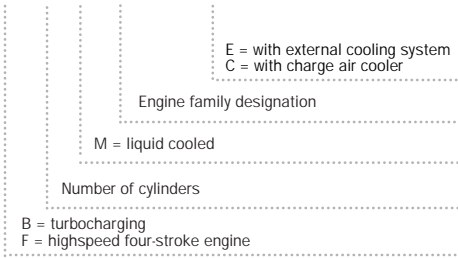 E = with external cooling system
C = with charge air cooler
Engine family designation
M = liquid cooled
Number of cylinders
B = turbocharging
F = highspeed four-stroke engine